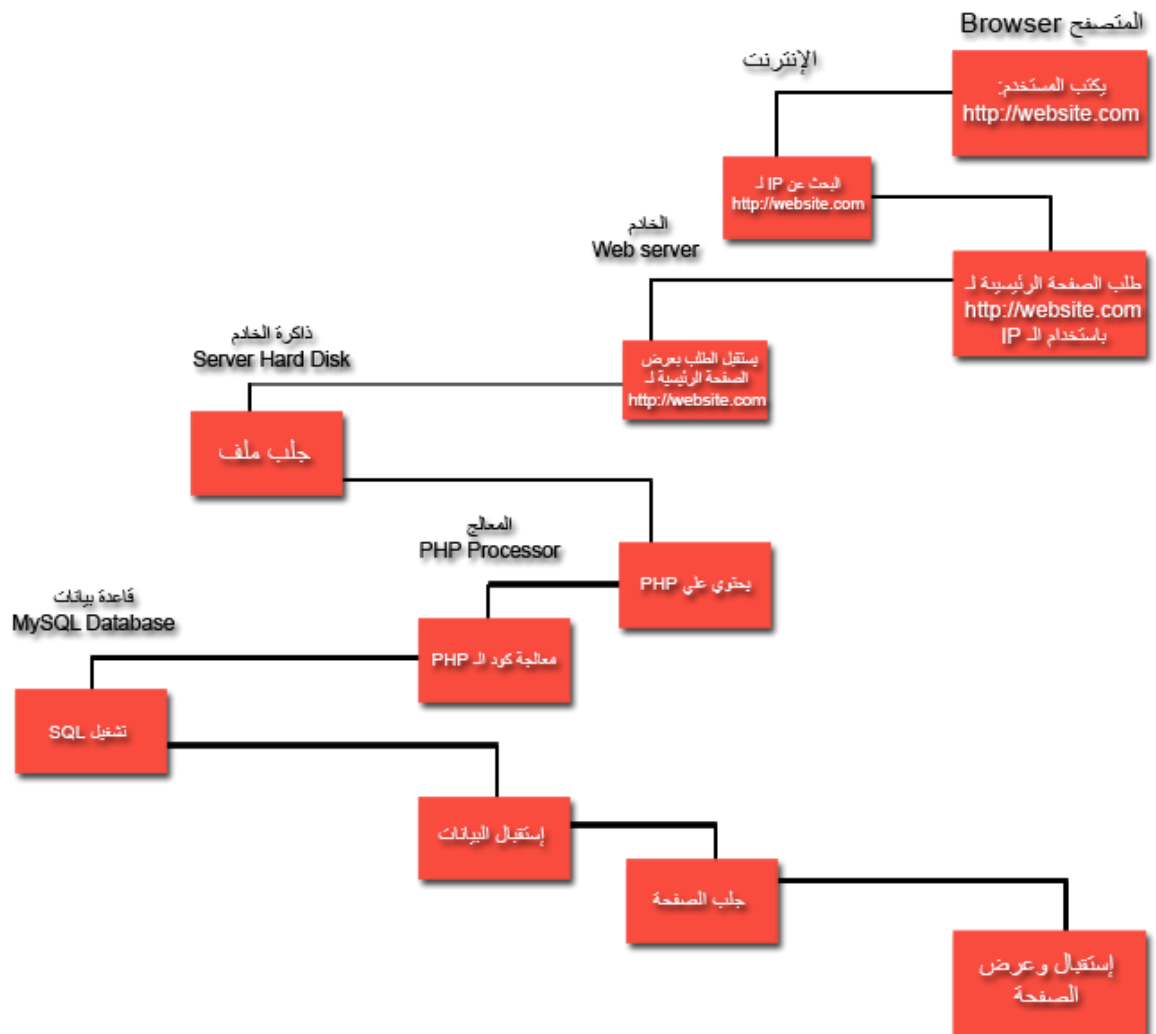 المتصفح Browser
يكتب المستخدم:
http://website.com
الإنترنت
البحث عن IP لـ
http://website.com
طلب الصفحة الرئيسية لـ
http://website.com
باستخدام الـ IP
الخادم
Web server
يستقبل الطلب بعرض
الصفحة الرئيسية لـ
http://website.com
ذاكرة الخادم
Server Hard Disk
جلب ملف
يحتوي علي PHP
المعالج
PHP Processor
معالجة كود الـ PHP
قاعدة بيانات
MySQL Database
تشغيل SQL
إستقبال البيانات
جلب الصفحة
إستقبال وعرض
الصفحة